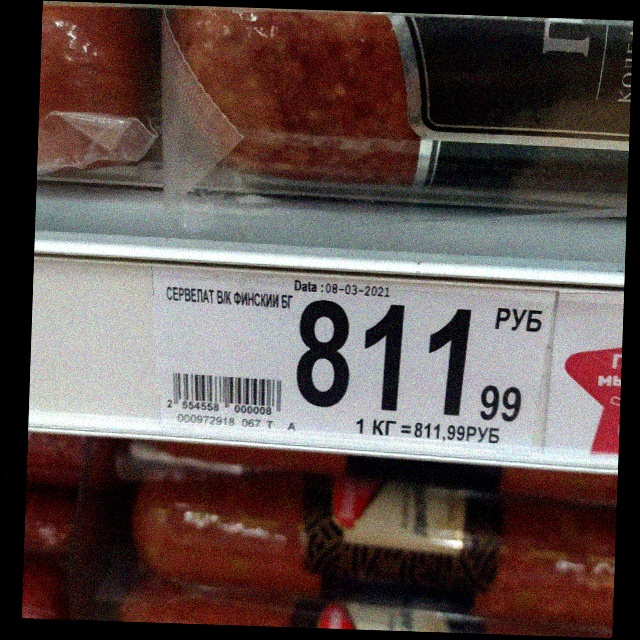 Data :08-03-2021
СЕРВЕЛАТ В/К ФИНСКИЙ БГ
811
99
РУБ
2 554558 000008
000972918 067 T A
1 КГ =811,99РУБ